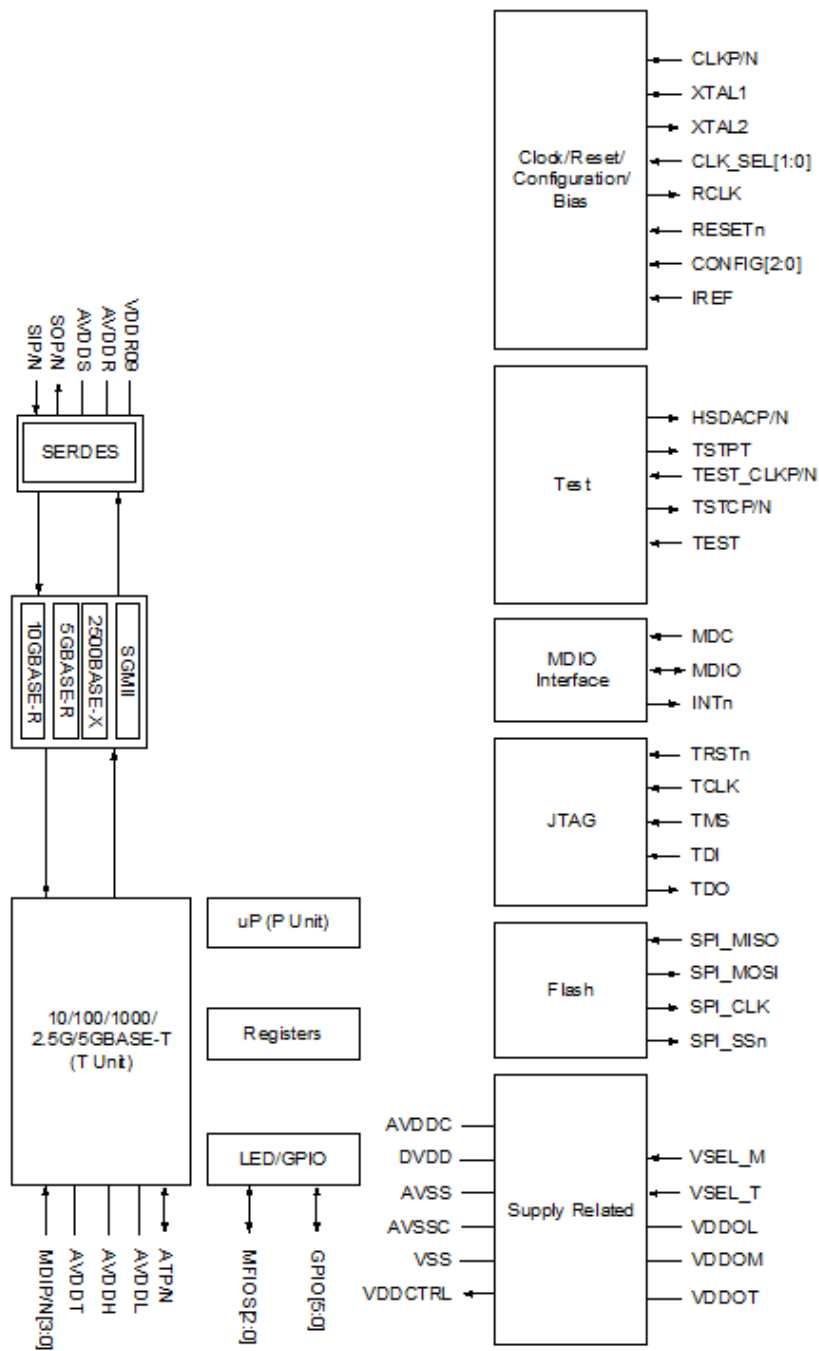 CLKP/N
XTAL1
XTAL2
CLK_SEL[1:0]
RCLK
RESETn
CONFIG[2:0]
IREF
Clock/Reset/
Configuration/
Bias
SIP/N
SOP/N
AVDDS
AVDDR
VDDR09
SERDES
HSDACP/N
TSTPT
TEST_CLKP/N
TSTCP/N
TEST
Test
10GBASE-R
5GBASE-R
2500BASE-X
SGMII
MDIO
Interface
MDC
MDIO
INTn
JTAG
TRSTn
TCLK
TMS
TDI
TDO
10/100/1000/
2.5G/5GBASE-T
(T Unit)
uP (P Unit)
Registers
LED/GPIO
Flash
SPI_MISO
SPI_MOSI
SPI_CLK
SPI_SSn
MDIP/N[3:0]
AVDDT
AVDDH
AVDDL
ATP/N
MFIOS[2:0]
GPIO[5:0]
AVDDC
DVDD
AVSS
AVSSC
VSS
VDDCTRL
Supply Related
VSEL_M
VSEL_T
VDDOL
VDDOM
VDDOT